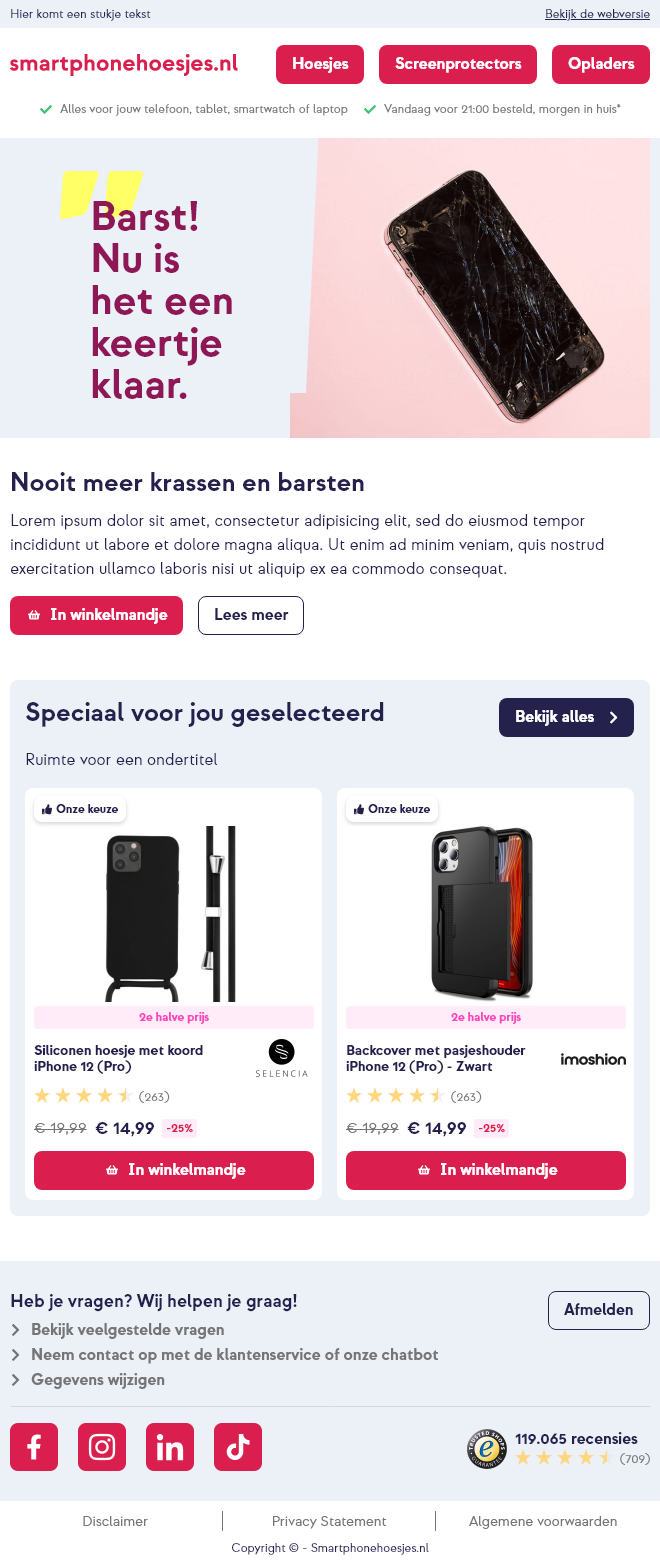 Hier komt een stukje tekst
Bekijk de webversie
smartphonehoesjes.nl
Hoesjes
Screenprotectors
Opladers
Alles voor jouw telefoon, tablet, smartwatch of laptop
Vandaag voor 21:00 besteld, morgen in huis*
Barst!
Nu is
het een
keertje
klaar.
Nooit meer krassen en barsten
Lorem ipsum dolor sit amet, consectetur adipisicing elit, sed do eiusmod tempor
incididunt ut labore et dolore magna aliqua. Ut enim ad minim veniam, quis nostrud
exercitation ullamco laboris nisi ut aliquip ex ea commodo consequat.
In winkelmandje
Lees meer
Speciaal voor jou geselecteerd
Bekijk alles
Ruimte voor een ondertitel
Onze keuze
2e halve prijs
Siliconen hoesje met koord
iPhone 12 (Pro)
SELENCIA
(263)
€ 19,99 € 14,99 -25%
In winkelmandje
Onze keuze
2e halve prijs
Backcover met pasjeshouder
iPhone 12 (Pro) - Zwart
imoshion
(263)
€ 19,99 € 14,99 -25%
In winkelmandje
Heb je vragen? Wij helpen je graag!
Afmelden
Bekijk veelgestelde vragen
Neem contact op met de klantenservice of onze chatbot
Gegevens wijzigen
TRUSTED SHOPS
GUARANTEE
119.065 recensies
(709)
Disclaimer
Privacy Statement
Algemene voorwaarden
Copyright © - Smartphonehoesjes.nl